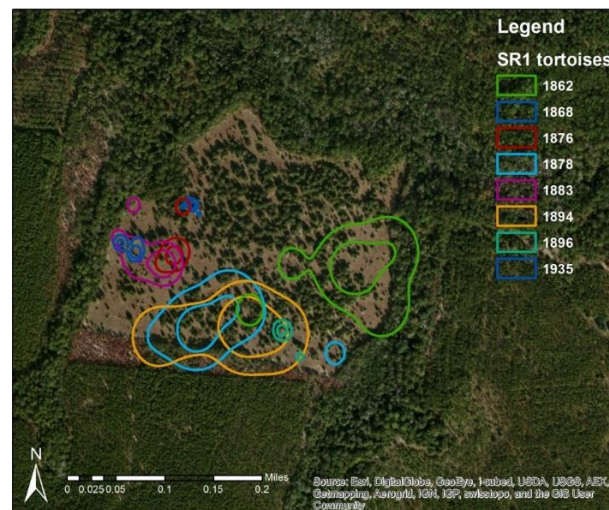 Legend
SR1 tortoises
1862
1868
1876
1878
1883
1894
1896
1935
N
Miles
0 0.025 0.05 0.1 0.15 0.2
Source: Esri, DigitalGlobe, GeoEye, i-cubed, USDA, USGS, AEX,
Getmapping, Aerogrid, IGN, IGP, swisstopo, and the GIS User
Community